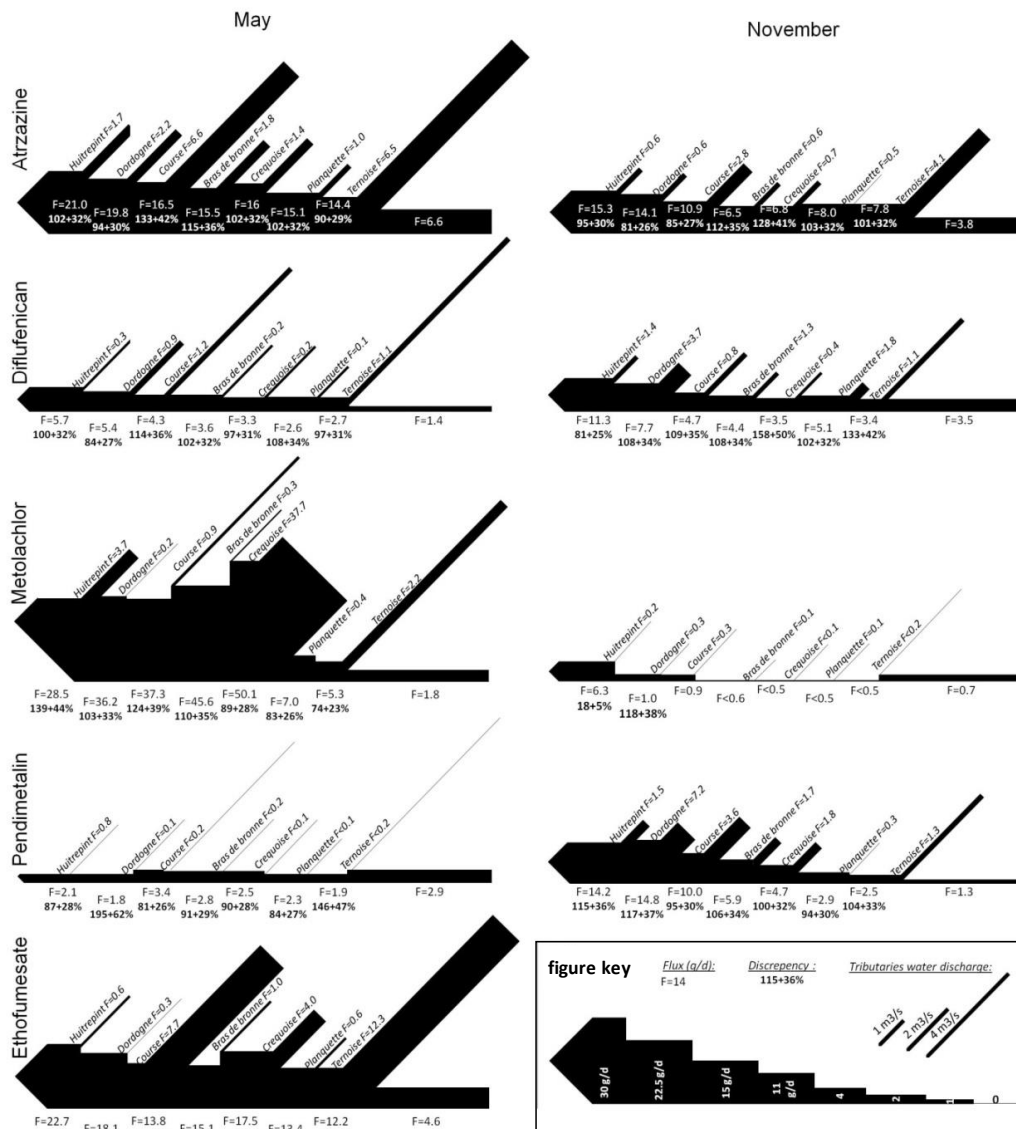 May
November
Atrzazine
Huitrepint F=1.7
Dordogne F=2.2
Course F=6.6
Bras de bronne F=1.8
Crequoise F=1.4
Planquette F=1.0
Ternoise F=6.5
F=21.0
102+32%
F=19.8
94+30%
F=16.5
133+42%
F=15.5
115+36%
F=16
102+32%
F=15.1
102+32%
F=14.4
90+29%
F=6.6
Huitrepint F=0.6
Dordogne F=0.6
Course F=2.8
Bras de bronne F=0.6
Crequoise F=0.7
Planquette F=0.5
Ternoise F=4.1
F=15.3
95+30%
F=14.1
81+26%
F=10.9
85+27%
F=6.5
112+35%
F=6.8
128+41%
F=8.0
103+32%
F=7.8
101+32%
F=3.8
Diflufenican
Huitrepint F=0.3
Dordogne F=0.9
Course F=1.2
Bras de bronne F=0.2
Crequoise F=0.2
Planquette F=0.1
Ternoise F=1.1
F=5.7
100+32%
F=5.4
84+27%
F=4.3
114+36%
F=3.6
102+32%
F=3.3
97+31%
F=2.6
108+34%
F=2.7
97+31%
F=1.4
Huitrepint F=1.4
Dordogne F=3.7
Course F=0.8
Bras de bronne F=1.3
Crequoise F=0.4
Planquette F=1.8
Ternoise F=1.1
F=11.3
81+25%
F=7.7
108+34%
F=4.7
109+35%
F=4.4
108+34%
F=3.5
158+50%
F=5.1
102+32%
F=3.4
133+42%
F=3.5
Metolachlor
Huitrepint F=3.7
Dordogne F=0.2
Course F=0.9
Bras de bronne F=0.3
Crequoise F=37.7
Planquette F=0.4
Ternoise F=2.2
F=28.5
139+44%
F=36.2
103+33%
F=37.3
124+39%
F=45.6
110+35%
F=50.1
89+28%
F=7.0
83+26%
F=5.3
74+23%
F=1.8
Huitrepint F=0.2
Dordogne F=0.3
Course F=0.3
Bras de bronne F=0.1
Crequoise F<0.1
Planquette F=0.1
Ternoise F<0.2
F=6.3
18+5%
F=1.0
118+38%
F=0.9
F<0.6
F<0.5
F<0.5
F<0.5
F=0.7
Pendimetalin
Huitrepint F=0.8
Dordogne F=0.1
Course F<0.2
Bras de bronne F<0.2
Crequoise F<0.1
Planquette F<0.1
Ternoise F<0.2
F=2.1
87+28%
F=1.8
195+62%
F=3.4
81+26%
F=2.8
91+29%
F=2.5
90+28%
F=2.3
84+27%
F=1.9
146+47%
F=2.9
Huitrepint F=1.5
Dordogne F=7.2
Course F=3.6
Bras de bronne F=1.7
Crequoise F=1.8
Planquette F=0.3
Ternoise F=1.3
F=14.2
115+36%
F=14.8
117+37%
F=10.0
95+30%
F=5.9
106+34%
F=4.7
100+32%
F=2.9
94+30%
F=2.5
104+33%
F=1.3
Ethofumesate
Huitrepint F=0.6
Dordogne F=0.3
Course F=7.7
Bras de bronne F=1.0
Crequoise F=4.0
Planquette F=0.6
Ternoise F=12.3
F=22.7
F=18.1
F=13.8
F=15.1
F=17.5
F=13.4
F=12.2
F=4.6
figure key
Flux (g/d):
F=14
Discrepency :
115+36%
Tributaries water discharge:
1 m3/s
2 m3/s
4 m3/s
30 g/d
22.5 g/d
15 g/d
11 g/d
4
2
1
0